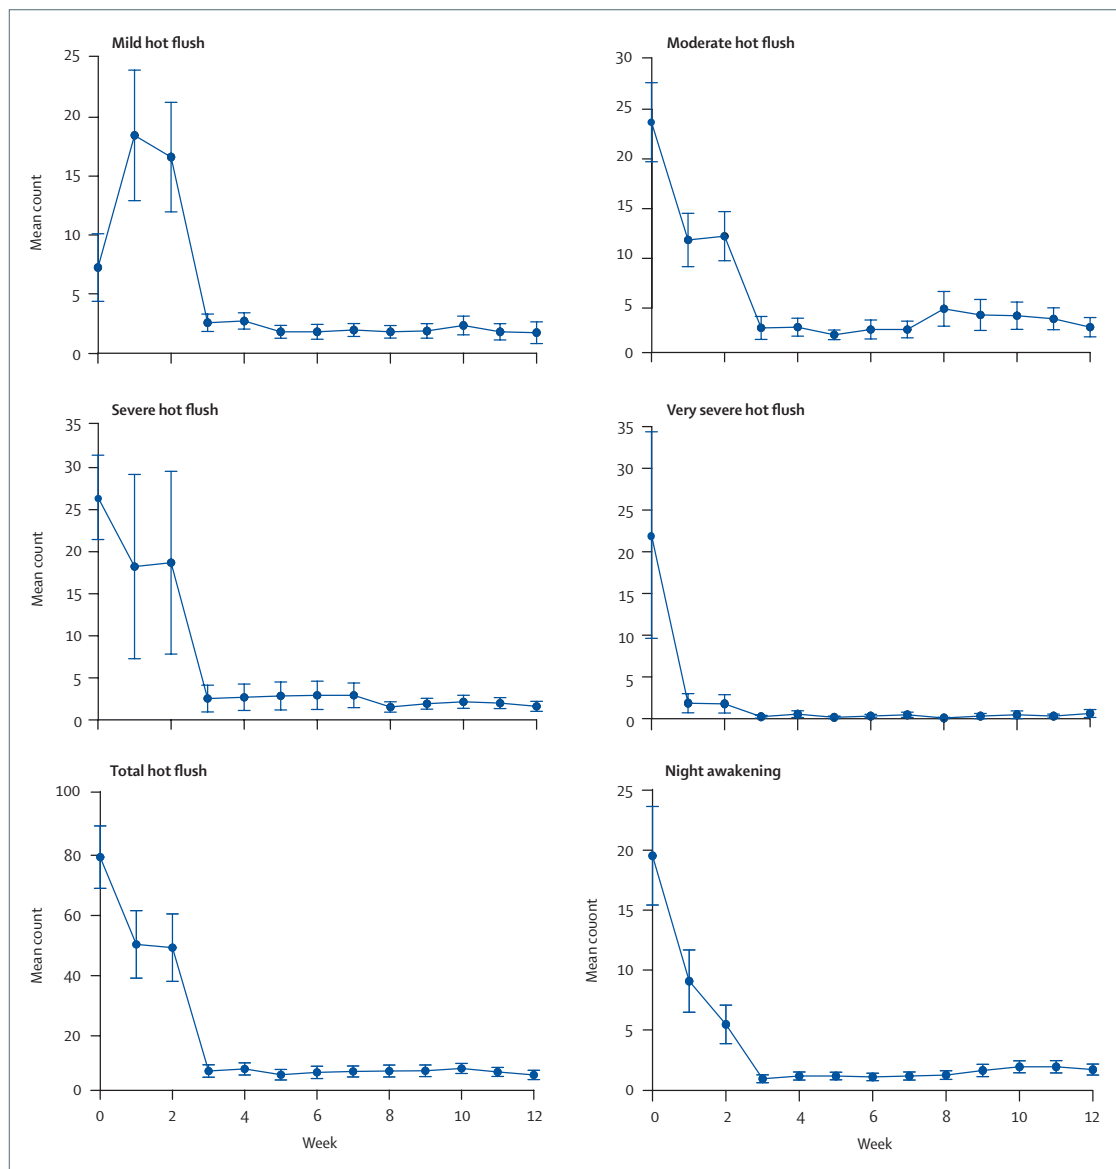 Mild hot flush
25
20
15
10
5
0
Mean count
Moderate hot flush
30
25
20
15
10
5
0
Severe hot flush
35
30
25
20
15
10
5
0
Mean count
Very severe hot flush
35
30
25
20
15
10
5
0
Total hot flush
100
80
60
40
20
0
Mean count
0 2 4 6 8 10 12
Week
Night awakening
25
20
15
10
5
0
Mean couont
0 2 4 6 8 10 12
Week